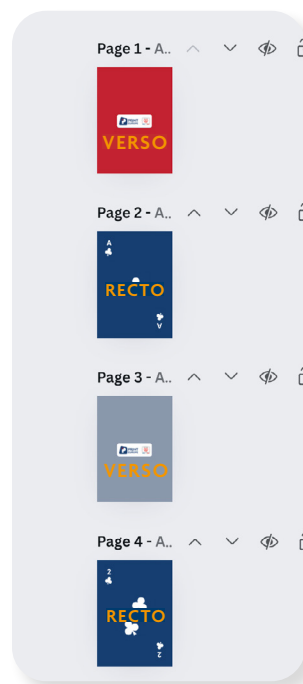 Page 1 - A..
VERSO
Page 2 - A..
A
RECTO
A
Page 3 - A..
VERSO
Page 4 - A..
2
RECTO
2